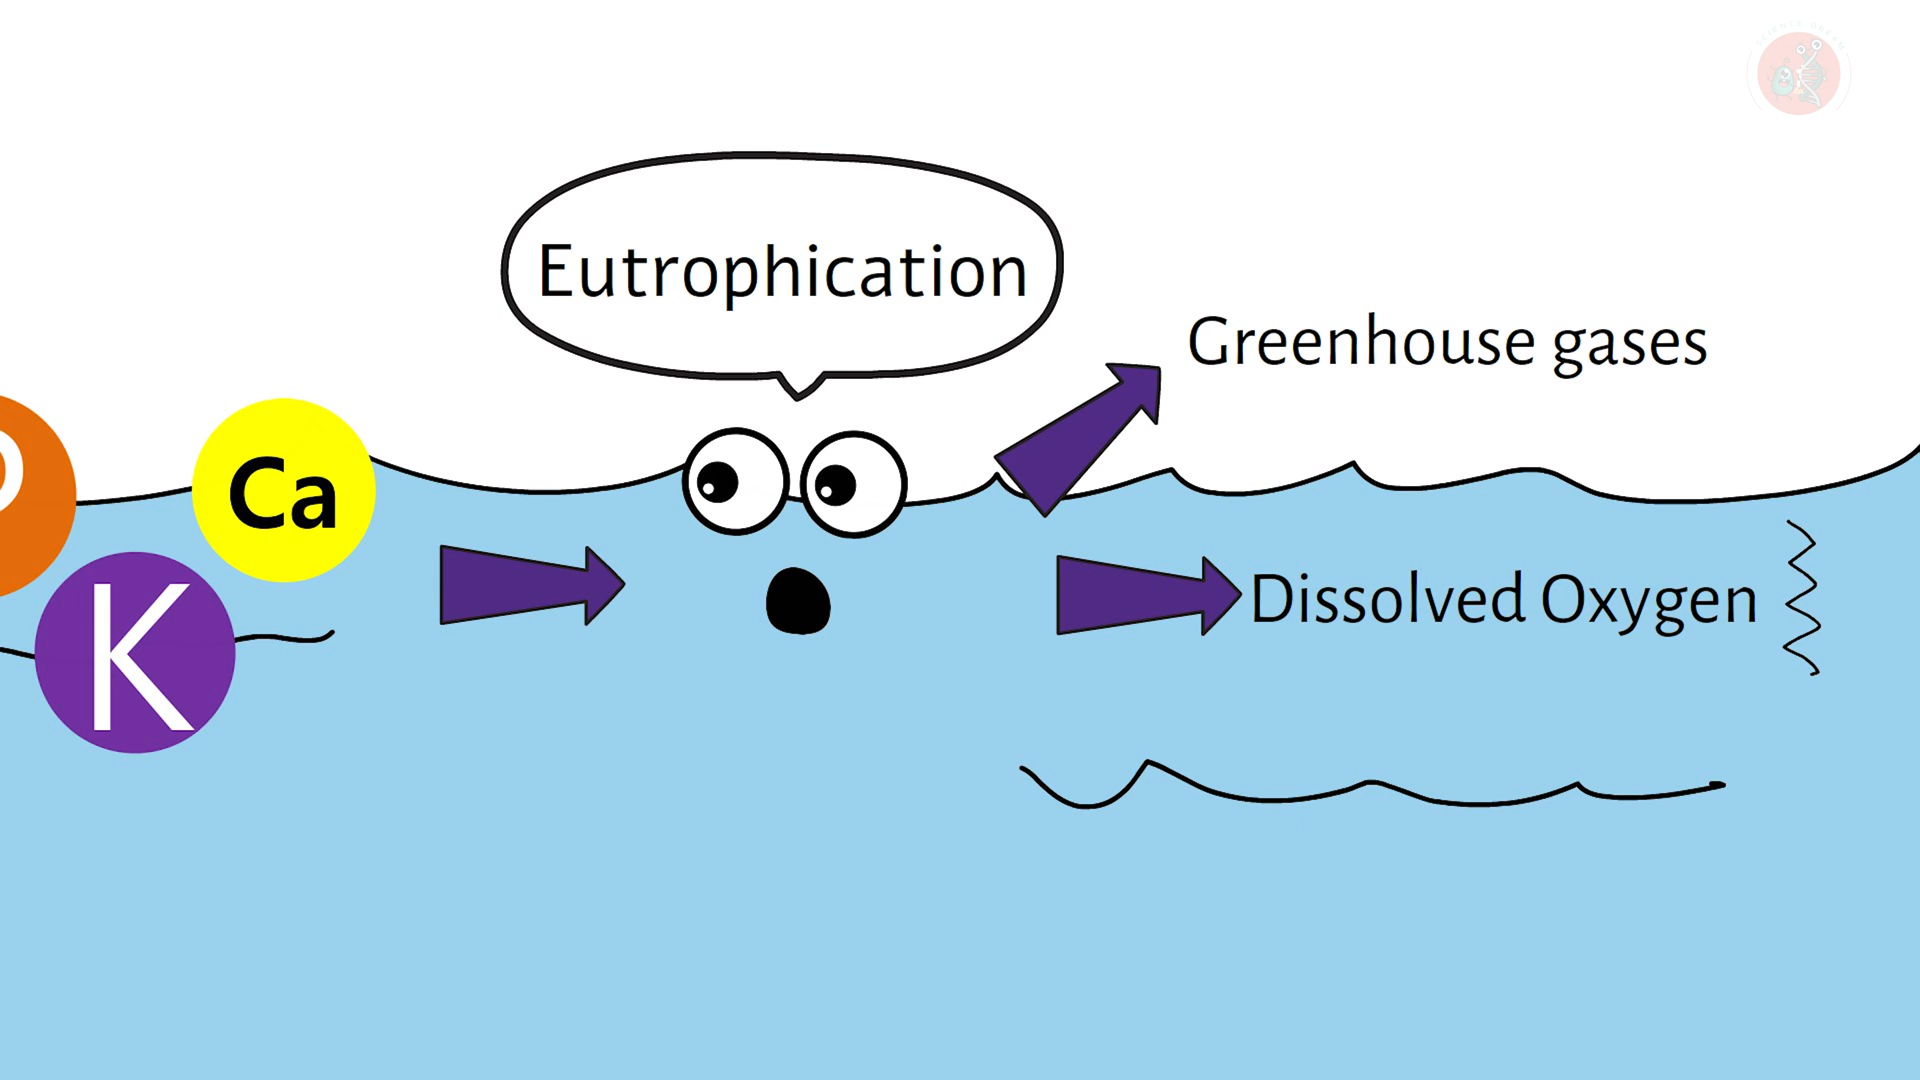 Eutrophication
Greenhouse gases
Ca
Dissolved Oxygen
K